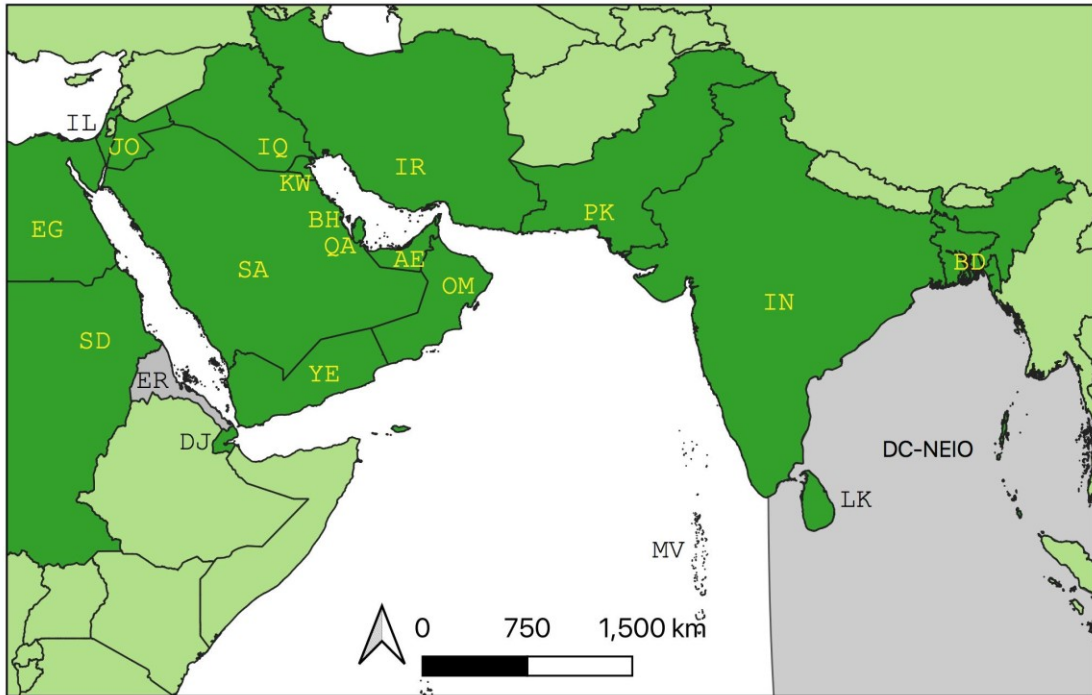 IL
JO
IQ
IR
KW
PK
BH
EG
QA
AE
BD
SA
OM
IN
SD
YE
ER
DJ
DC-NEIO
LK
MV
0 750 1,500 km